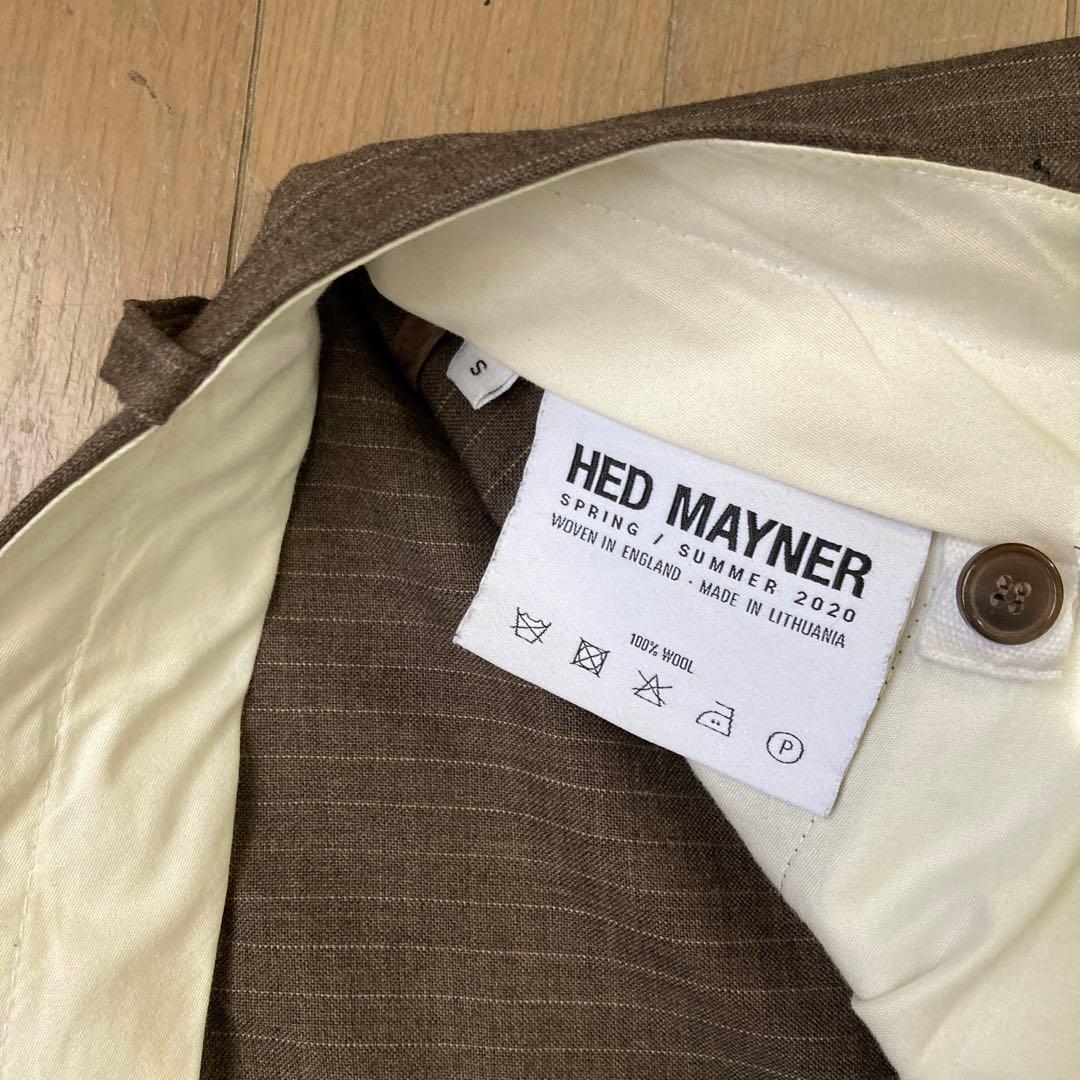 S
HED MAYNER
SPRING / SUMMER 2020
WOVEN IN ENGLAND - MADE IN LITHUANIA
100% WOOL
P